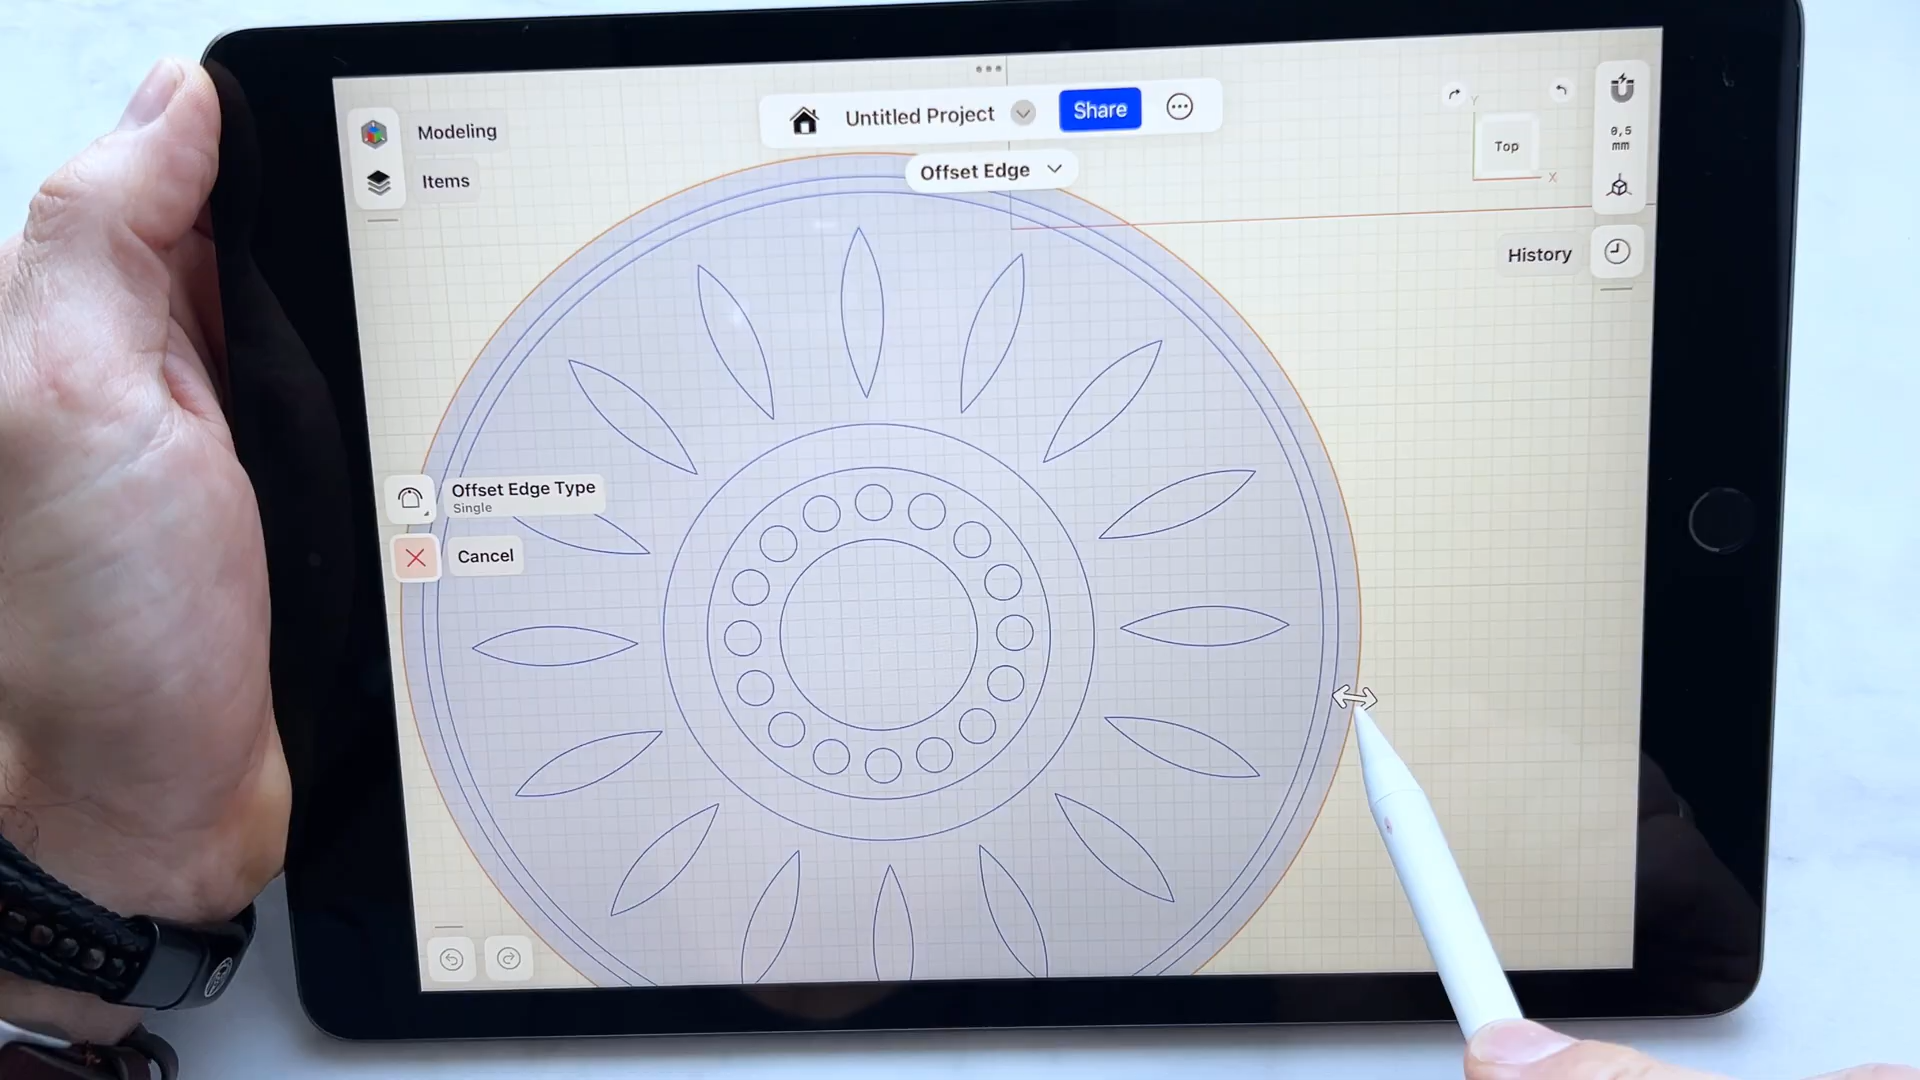 Modeling
Items
Untitled Project
Share
Offset Edge
Top
Y
X
0,5
mm
History
Offset Edge Type
Single
Cancel